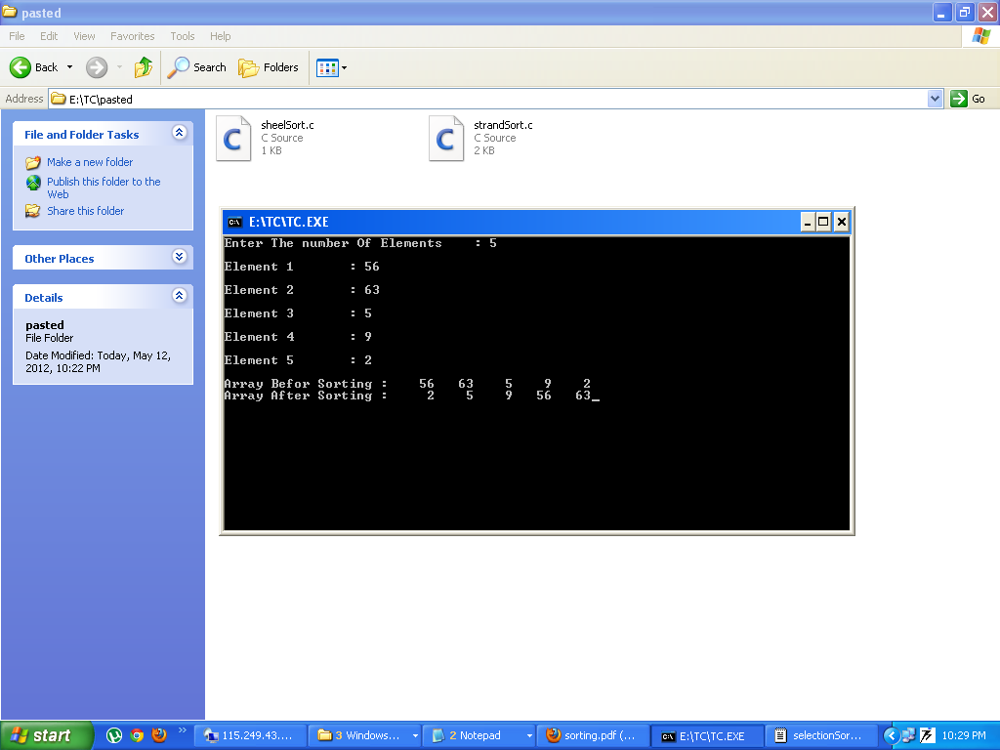 pasted
File Edit View Favorites Tools Help
Back Search Folders
Address E:\TC\pasted Go
File and Folder Tasks
Make a new folder
Publish this folder to the
Web
Share this folder
Other Places
Details
pasted
File Folder
Date Modified: Today, May 12,
2012, 10:22 PM
sheelSort.c
C Source
1 KB
strandSort.c
C Source
2 KB
E:\TC\TC.EXE
Enter The number Of Elements : 5
Element 1 : 56
Element 2 : 63
Element 3 : 5
Element 4 : 9
Element 5 : 2
Array Befor Sorting : 56 63 5 9 2
Array After Sorting : 2 5 9 56 63_
start 115.249.43.... 3 Windows... 2 Notepad sorting.pdf (... E:\TC\TC.EXE selectionSor... 10:29 PM